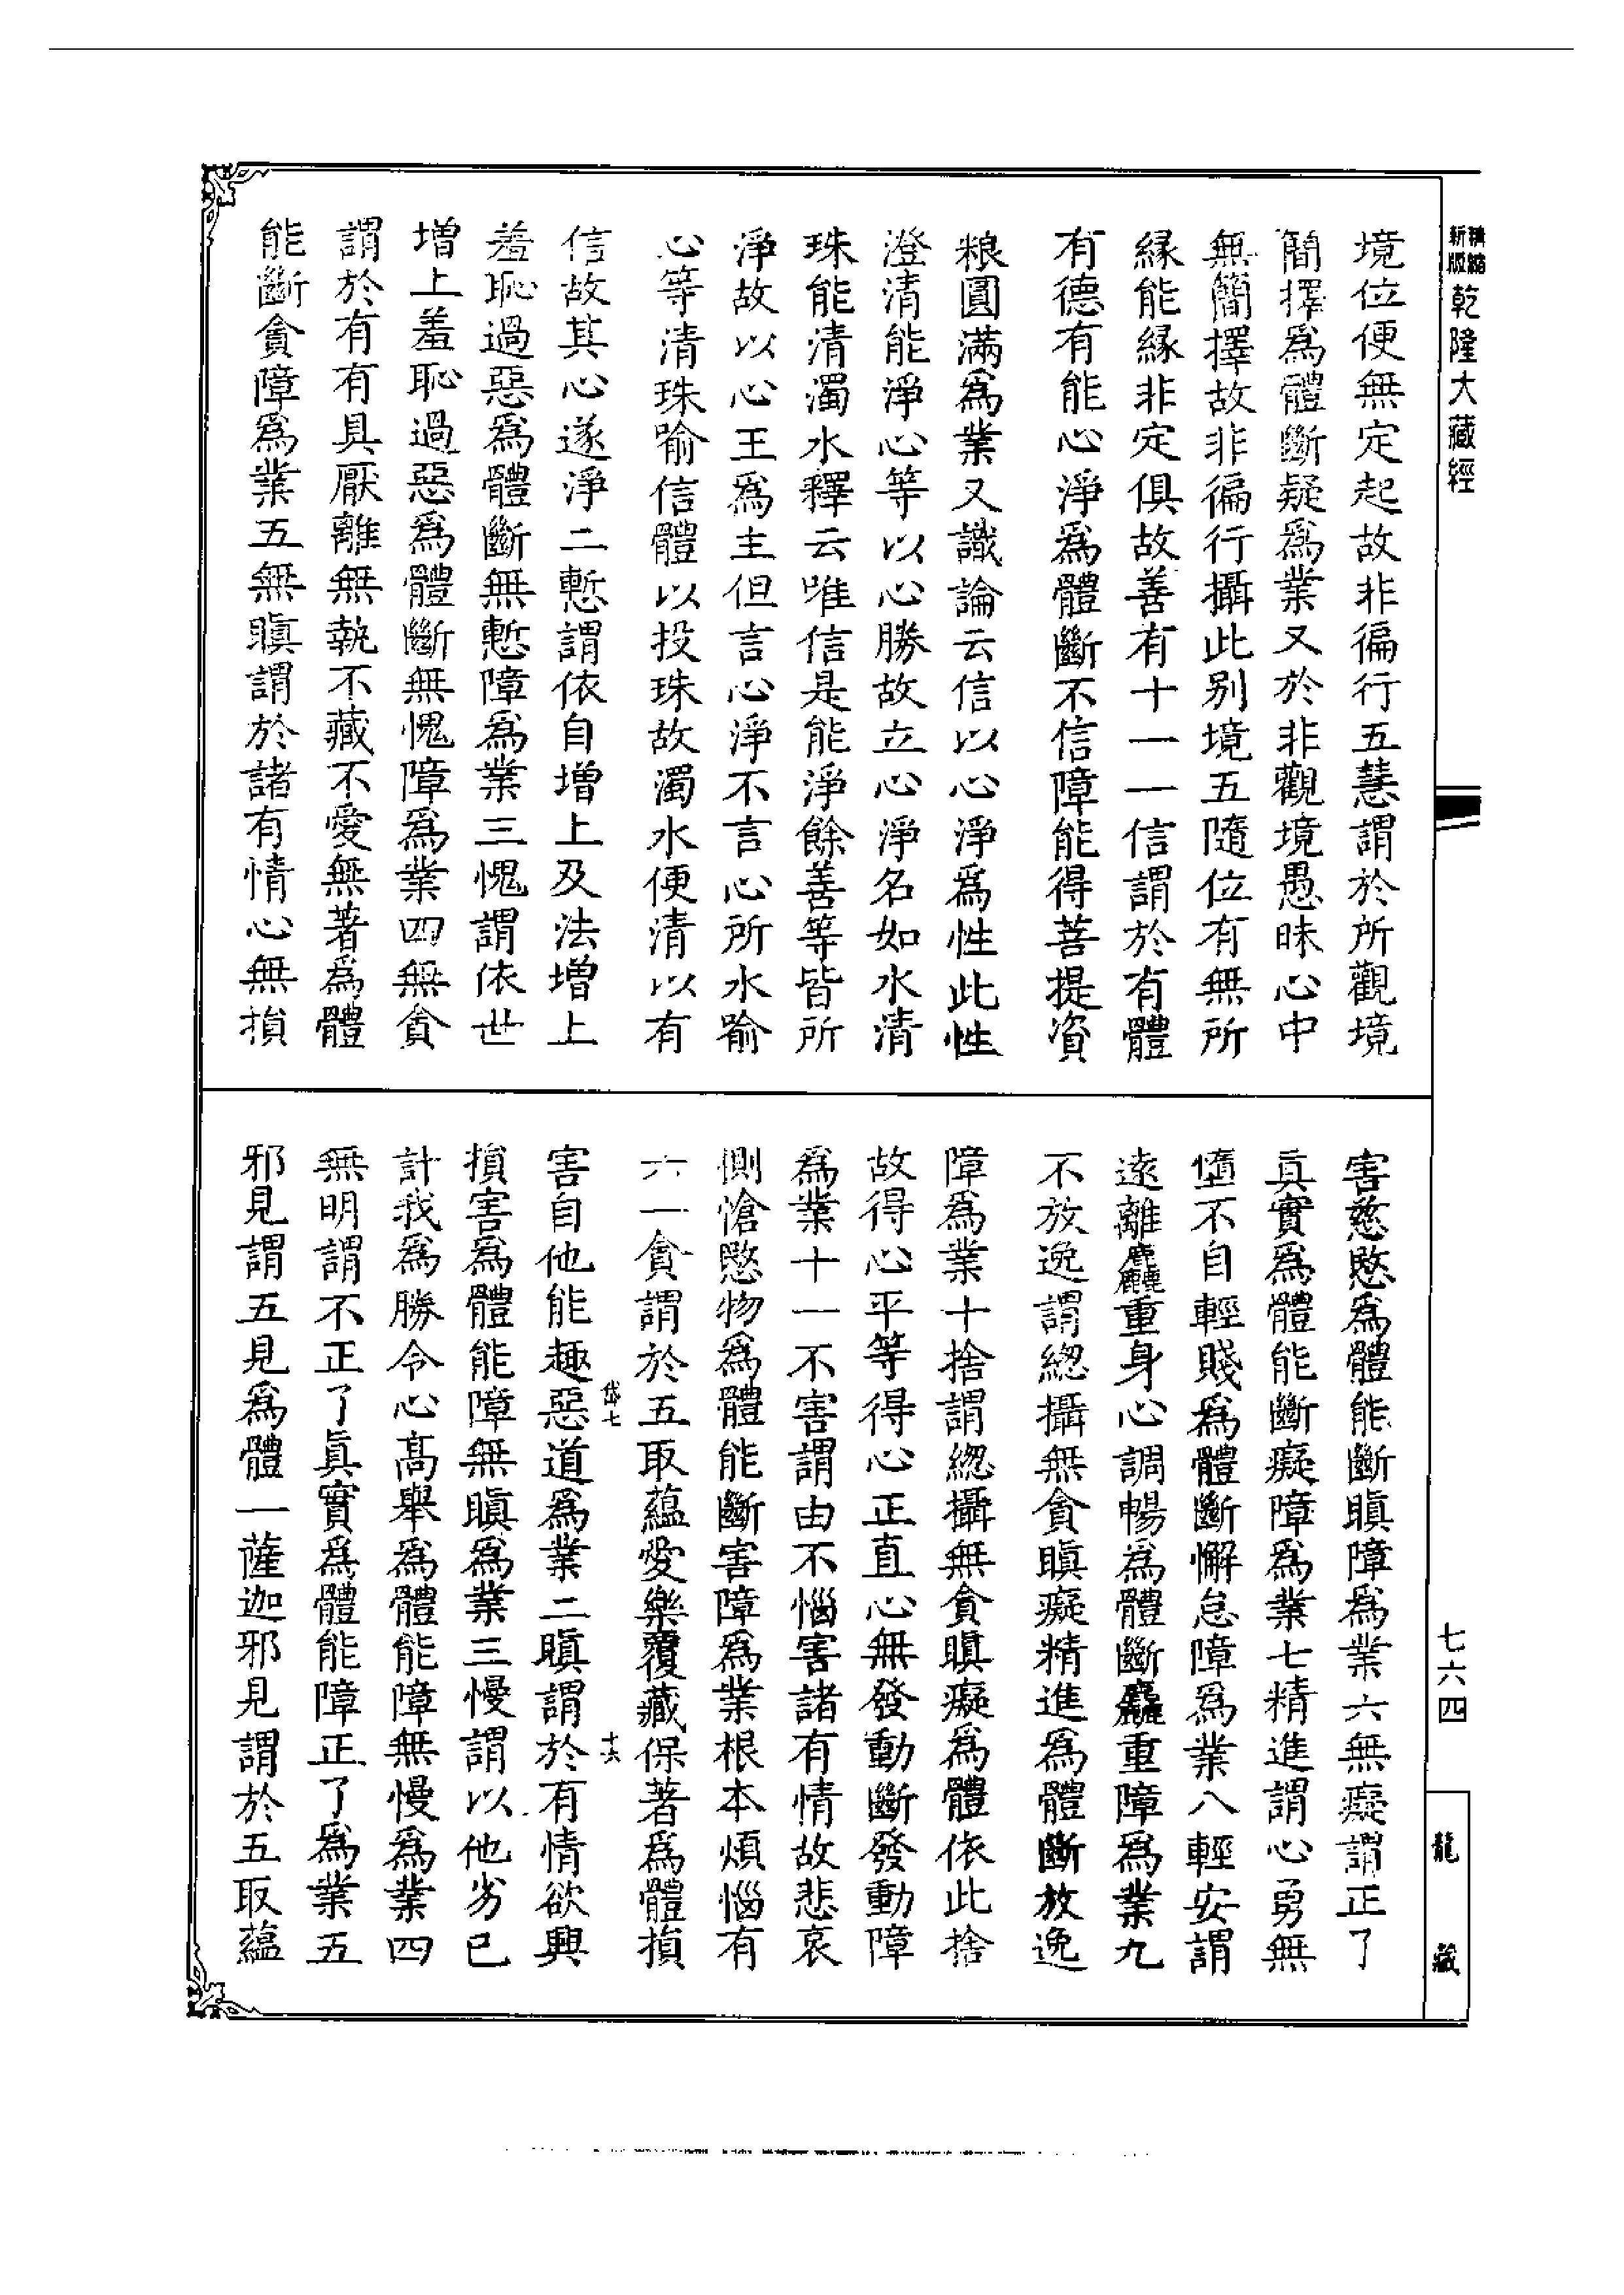 精縮新版乾隆大藏經
境位便無定起故非徧行五慧謂於所觀境
簡擇爲體斷疑爲業又於非觀境愚昧心中
無簡擇故非徧行攝此别境五隨位有無所
緣能緣非定俱故善有十一一信謂於有體
有德有能心淨爲體斷不信障能得菩提資
粮圓滿爲業又識論云信以心淨爲性此性
澄清能淨心等以心勝故立心淨名如水清
珠能清濁水釋云唯信是能淨餘善等皆所
淨故以心王爲主但言心淨不言心所水喻
心等清珠喻信體以投珠故濁水便清以有
信故其心遂淨二慙謂依自增上及法增上
羞恥過惡爲體斷無慙障爲業三愧謂依世
增上羞恥過惡爲體斷無愧障爲業四無貪
謂於有有具厭離無執不藏不愛無著爲體
能斷貪障爲業五無瞋謂於諸有情心無損
害慈愍爲體能斷瞋障爲業六無癡謂正了
真實爲體能斷癡障爲業七精進謂心勇無
墮不自輕賤爲體斷懈怠障爲業八輕安謂
遠離麤重身心調暢爲體斷麤重障爲業九
不放逸謂緫攝無貪瞋癡精進爲體斷放逸
障爲業十捨謂緫攝無貪瞋癡爲體依此捨
故得心平等得心正直心無發動斷發動障
爲業十一不害謂由不惱害諸有情故悲哀
惻愴愍物爲體能斷害障爲業根本煩惱有
六一貪謂於五取蘊愛樂覆藏保著爲體損
岱七
十六
害自他能趣惡道爲業二瞋謂於有情欲興
損害爲體能障無瞋爲業三慢謂以他劣己
計我爲勝令心高舉爲體能障無慢爲業四
無明謂不正了真實爲體能障正了爲業五
邪見謂五見爲體一薩迦邪見謂於五取蘊
七六四
龍藏